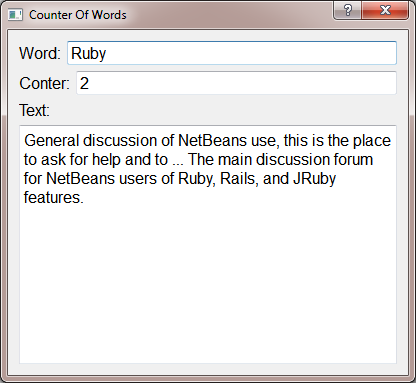 Counter Of Words
Word: Ruby
Conter: 2
Text:
General discussion of NetBeans use, this is the place
to ask for help and to ... The main discussion forum
for NetBeans users of Ruby, Rails, and JRuby
features.